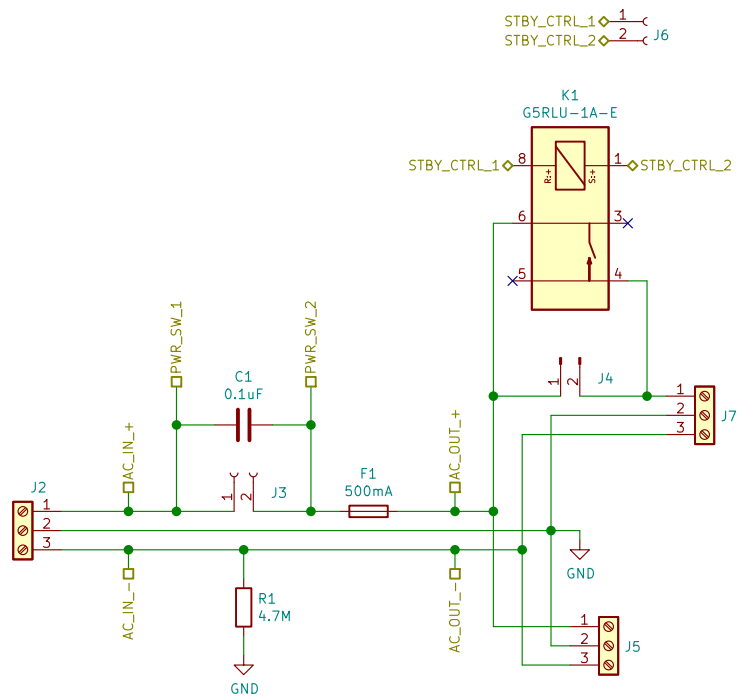 STBY_CTRL_1 1
STBY_CTRL_2 2 J6
K1
G5RLU-1A-E
STBY_CTRL_1 8 R:+ S:+ 1 STBY_CTRL_2
6 3
5 4
PWR_SW_1
PWR_SW_2
C1
0.1uF
1 2 J4
1
2
3
J7
AC_IN_+
AC_OUT_+
1 2 J3
F1
500mA
J2
1
2
3
GND
AC_IN_-
AC_OUT_-
R1
4.7M
GND
1
2
3
J5